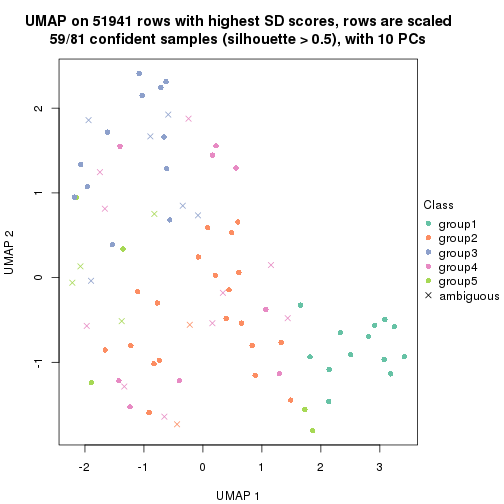 UMAP on 51941 rows with highest SD scores, rows are scaled
59/81 confident samples (silhouette > 0.5), with 10 PCs
2
1
0
-1
UMAP 2
-2
-1
0
1
2
3
UMAP 1
Class
group1
group2
group3
group4
group5
ambiguous